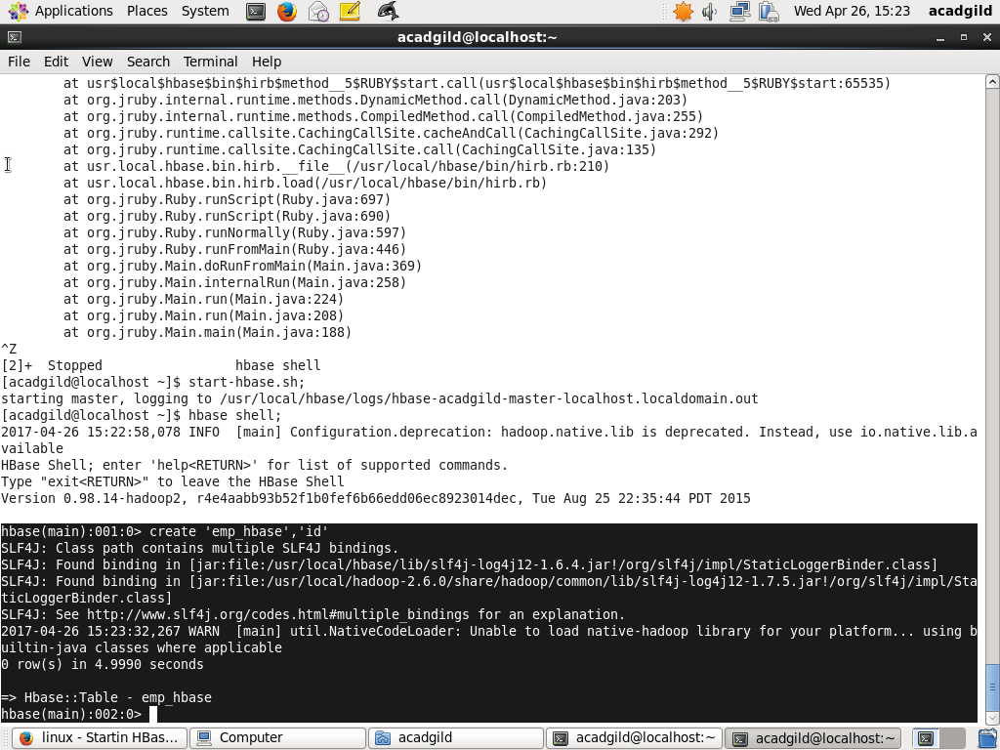 Applications Places System Wed Apr 26, 15:23 acadgild
acadgild@localhost:~
File Edit View Search Terminal Help
at usr$local$hbase$bin$hirb$method__5$RUBY$start.call(usr$local$hbase$bin$hirb$method__5$RUBY$start:65535)
at org.jruby.internal.runtime.methods.DynamicMethod.call(DynamicMethod.java:203)
at org.jruby.internal.runtime.methods.CompiledMethod.call(CompiledMethod.java:255)
at org.jruby.runtime.callsite.CachingCallSite.cacheAndCall(CachingCallSite.java:292)
at org.jruby.runtime.callsite.CachingCallSite.call(CachingCallSite.java:135)
at usr.local.hbase.bin.hirb.__file__(/usr/local/hbase/bin/hirb.rb:210)
at usr.local.hbase.bin.hirb.load(/usr/local/hbase/bin/hirb.rb)
at org.jruby.Ruby.runScript(Ruby.java:697)
at org.jruby.Ruby.runScript(Ruby.java:690)
at org.jruby.Ruby.runNormally(Ruby.java:597)
at org.jruby.Ruby.runFromMain(Ruby.java:446)
at org.jruby.Main.doRunFromMain(Main.java:369)
at org.jruby.Main.internalRun(Main.java:258)
at org.jruby.Main.run(Main.java:224)
at org.jruby.Main.run(Main.java:208)
at org.jruby.Main.main(Main.java:188)
^Z
[2]+ Stopped hbase shell
[acadgild@localhost ~]$ start-hbase.sh;
starting master, logging to /usr/local/hbase/logs/hbase-acadgild-master-localhost.localdomain.out
[acadgild@localhost ~]$ hbase shell;
2017-04-26 15:22:58,078 INFO [main] Configuration.deprecation: hadoop.native.lib is deprecated. Instead, use io.native.lib.a
vailable
HBase Shell; enter 'help<RETURN>' for list of supported commands.
Type "exit<RETURN>" to leave the HBase Shell
Version 0.98.14-hadoop2, r4e4aabb93b52f1b0fef6b66edd06ec8923014dec, Tue Aug 25 22:35:44 PDT 2015
hbase(main):001:0> create 'emp_hbase','id'
SLF4J: Class path contains multiple SLF4J bindings.
SLF4J: Found binding in [jar:file:/usr/local/hbase/lib/slf4j-log4j12-1.6.4.jar!/org/slf4j/impl/StaticLoggerBinder.class]
SLF4J: Found binding in [jar:file:/usr/local/hadoop-2.6.0/share/hadoop/common/lib/slf4j-log4j12-1.7.5.jar!/org/slf4j/impl/Sta
ticLoggerBinder.class]
SLF4J: See http://www.slf4j.org/codes.html#multiple_bindings for an explanation.
2017-04-26 15:23:32,267 WARN [main] util.NativeCodeLoader: Unable to load native-hadoop library for your platform... using b
uiltin-java classes where applicable
0 row(s) in 4.9990 seconds
=> Hbase::Table - emp_hbase
hbase(main):002:0>
linux - Startin HBas... Computer acadgild acadgild@localhost:~ acadgild@localhost:~